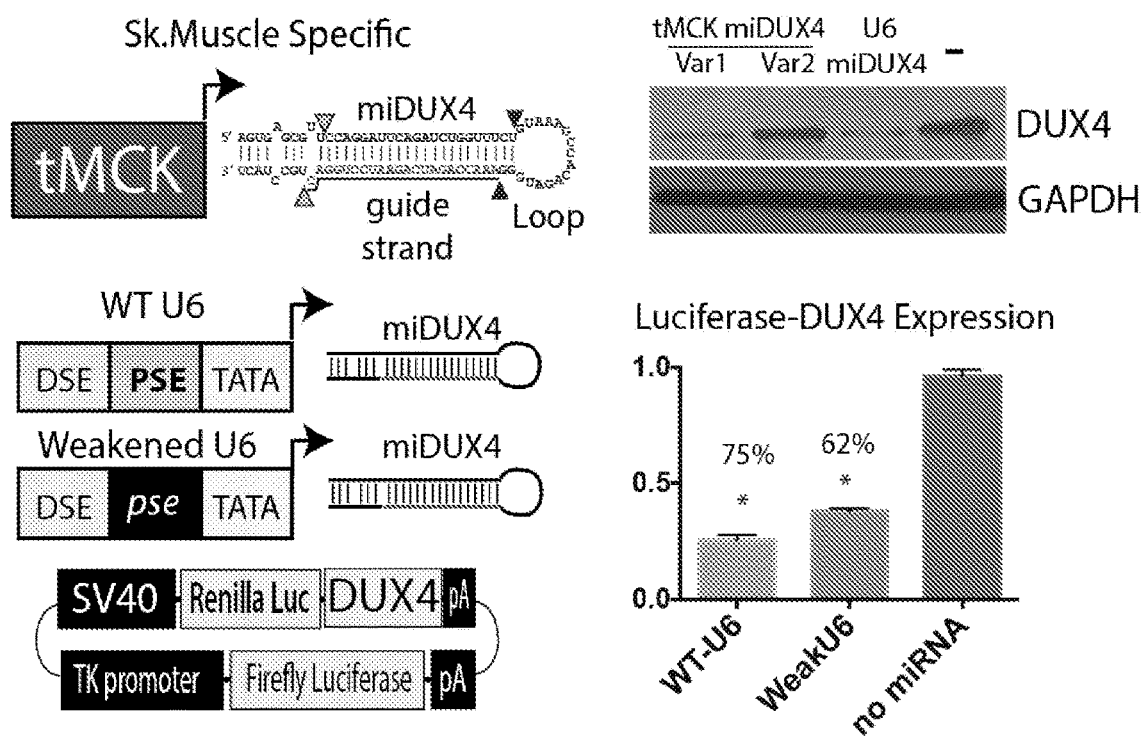 Sk.Muscle Specific
tMCK
miDUX4
guide
strand
Loop
tMCK miDUX4 U6 –
Var1 Var2 miDUX4
DUX4
GAPDH
WT U6
DSE PSE TATA
miDUX4
Weakened U6
DSE pse TATA
miDUX4
SV40 Renilla Luc DUX4 pA
TK promoter Firefly Luciferase pA
Luciferase-DUX4 Expression
1.0
0.5
0.0
75%
*
62%
*
WT-U6
WeakU6
no miRNA